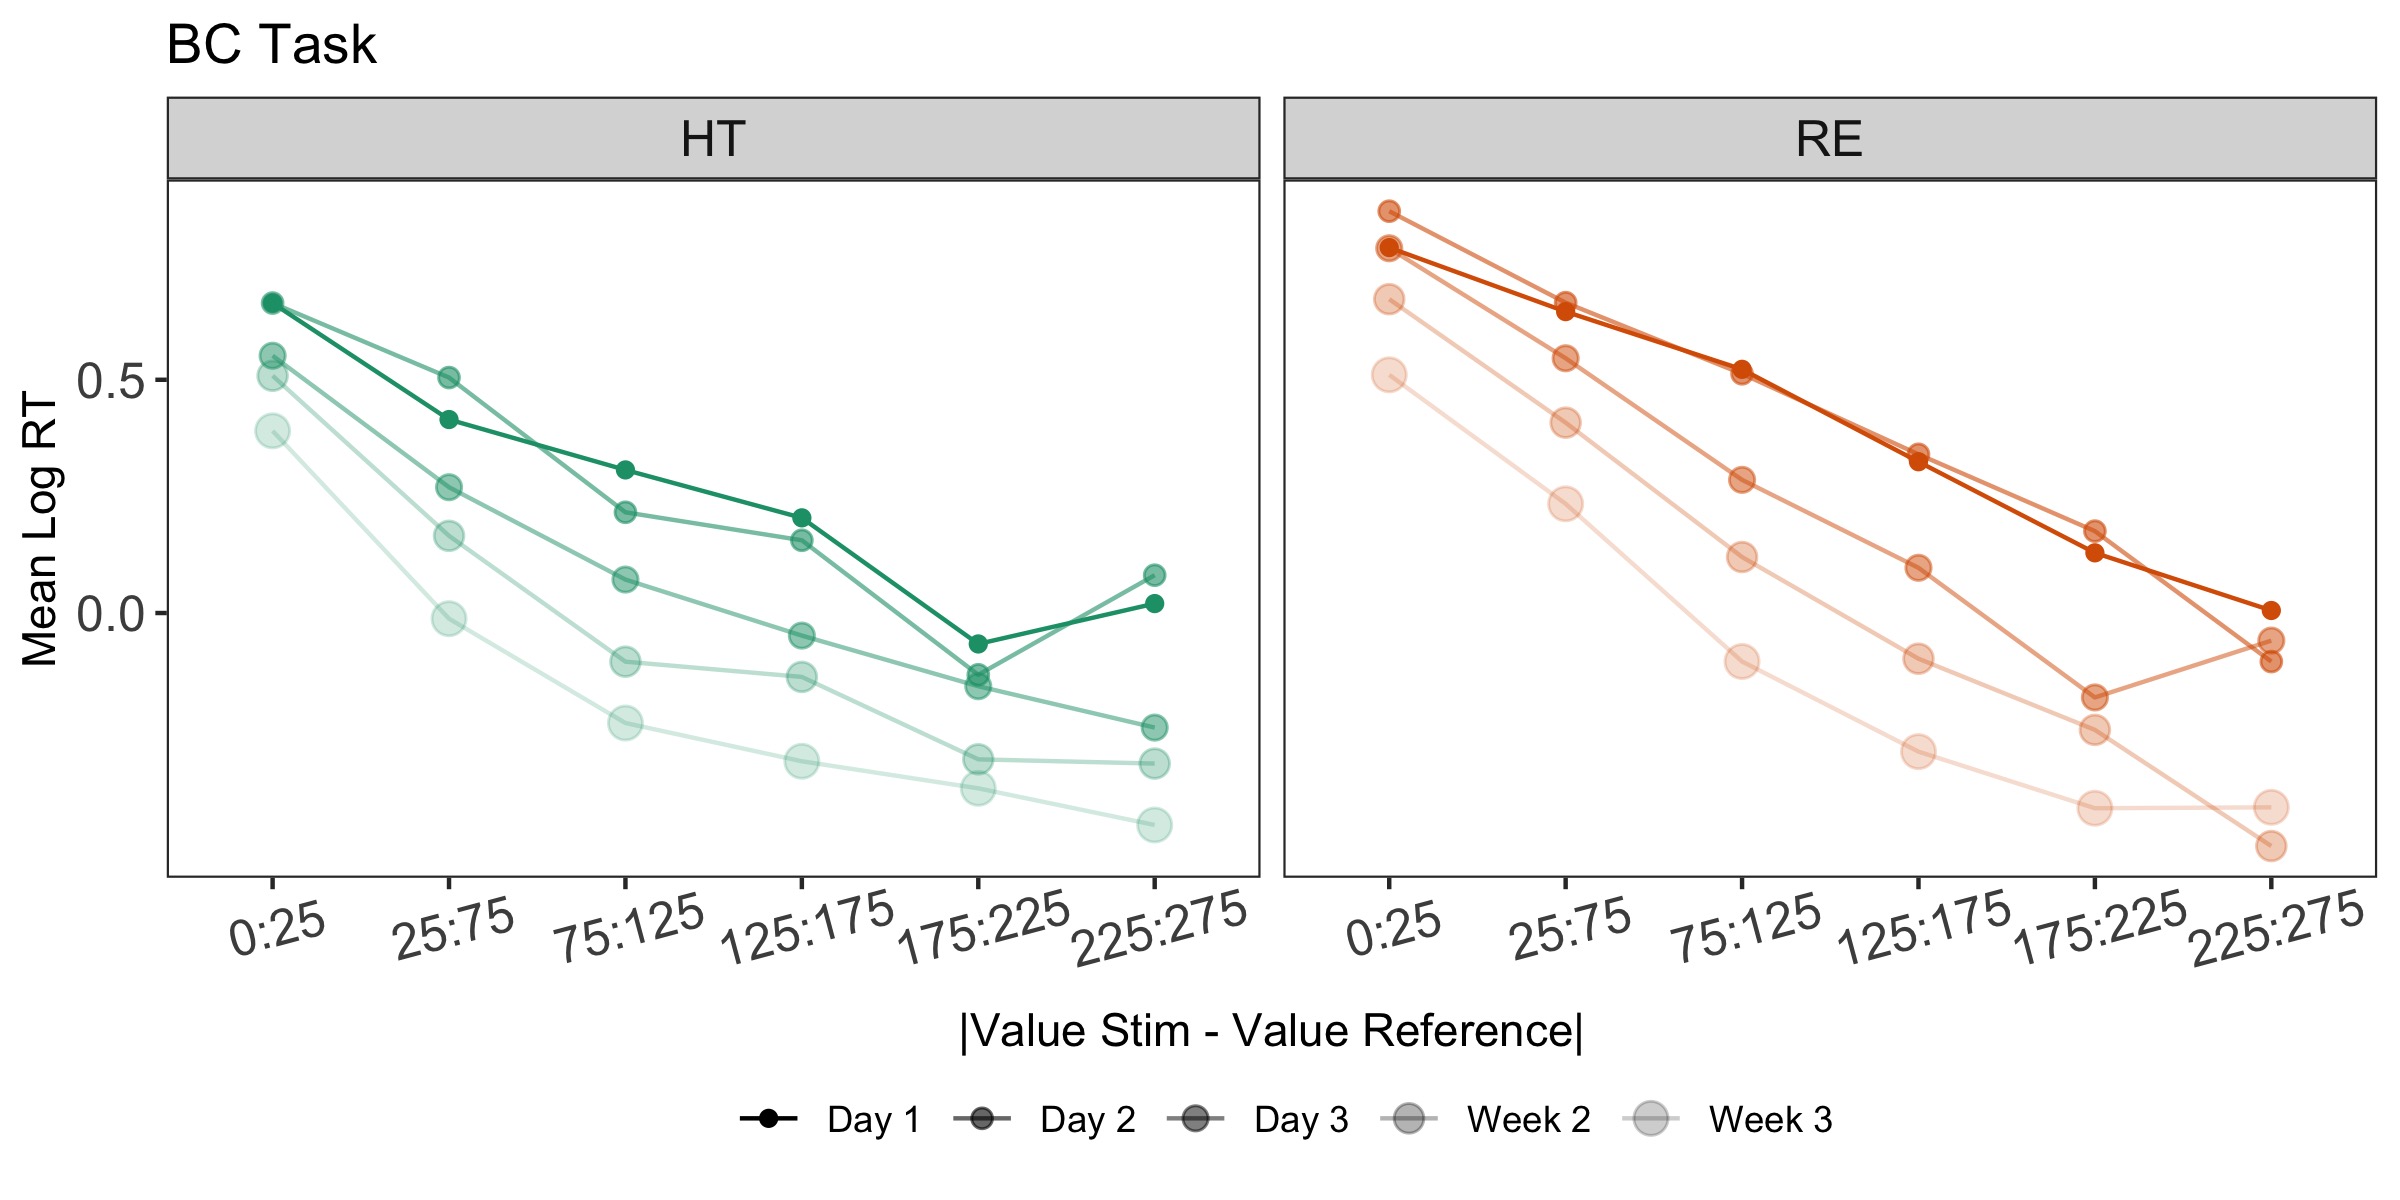 BC Task
HT
RE
Mean Log RT
0.5
0.0
0:25 25:75 75:125 125:175 175:225 225:275
0:25 25:75 75:125 125:175 175:225 225:275
|Value Stim - Value Reference|
Day 1 Day 2 Day 3 Week 2 Week 3